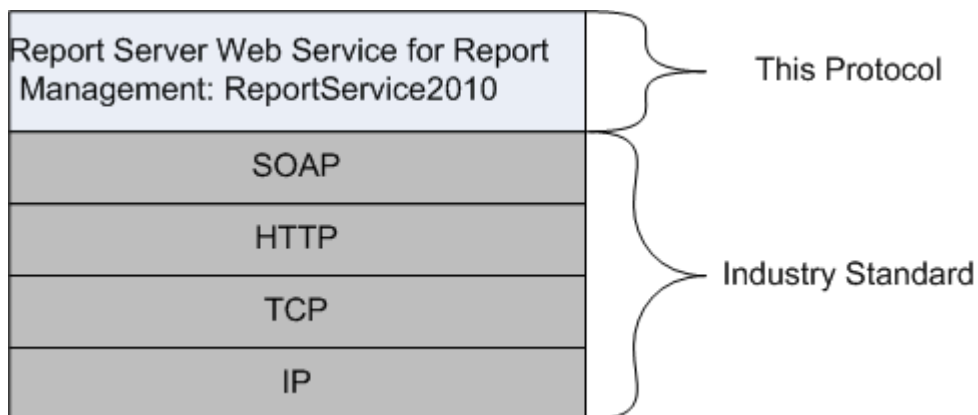 Report Server Web Service for Report
Management: ReportService2010
This Protocol
SOAP
HTTP
TCP
IP
Industry Standard